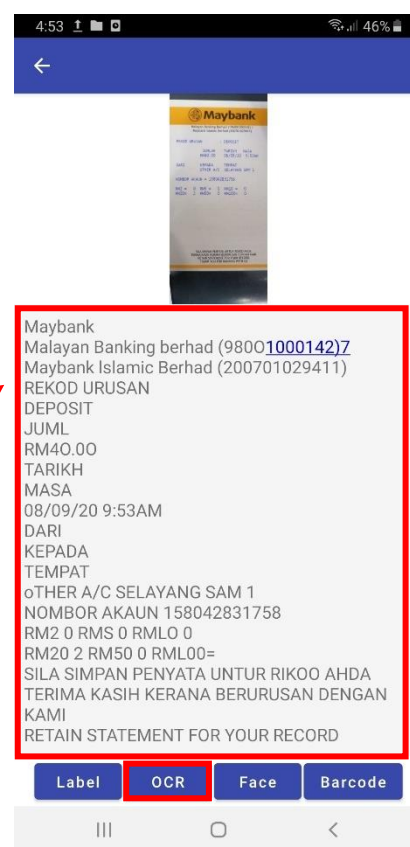 4:53 46%
Maybank
Maybank
Malayan Banking berhad (980O1000142)7
Maybank Islamic Berhad (200701029411)
REKOD URUSAN
DEPOSIT
JUML
RM4O.0O
TARIKH
MASA
08/09/20 9:53AM
DARI
KEPADA
TEMPAT
oTHER A/C SELAYANG SAM 1
NOMBOR AKAUN 158042831758
RM2 0 RMS 0 RMLO 0
RM20 2 RM50 0 RML00=
SILA SIMPAN PENYATA UNTUR RIKOO AHDA
TERIMA KASIH KERANA BERURUSAN DENGAN
KAMI
RETAIN STATEMENT FOR YOUR RECORD
Label OCR Face Barcode